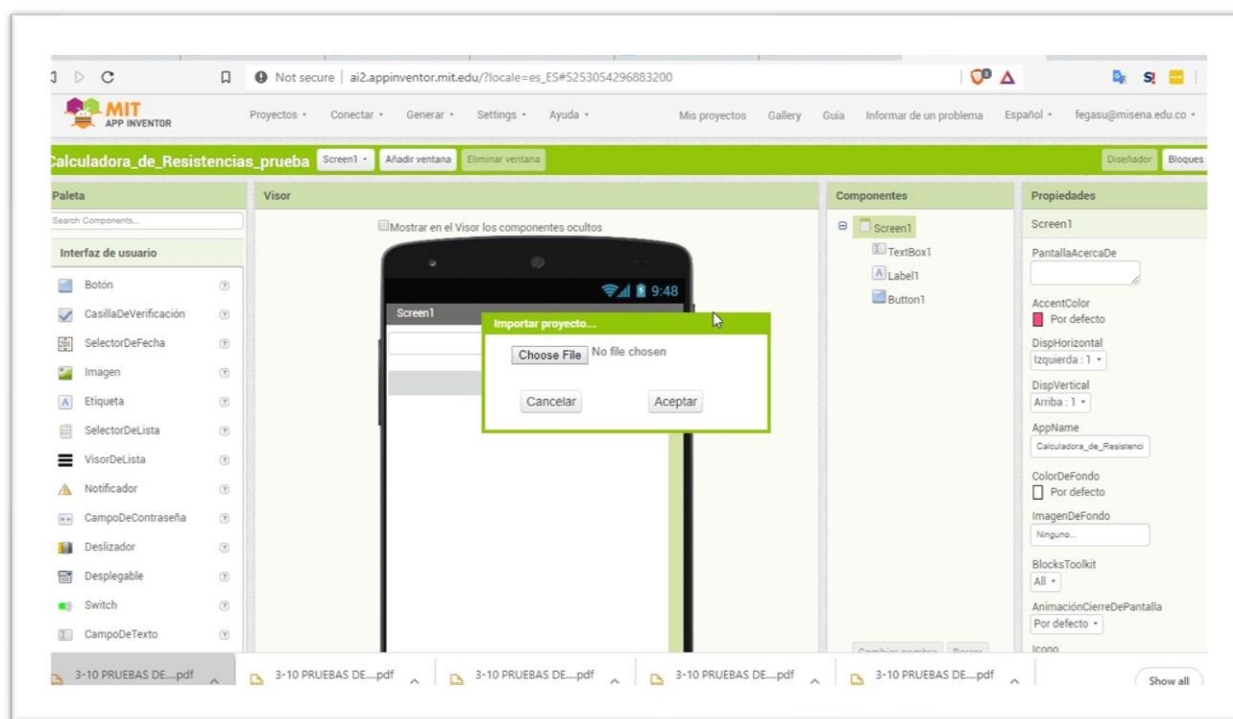 Not secure | ai2.appinventor.mit.edu/?locale=es_ES#5253054296883200
MIT
APP INVENTOR
Proyectos Conectar Generar Settings Ayuda Mis proyectos Gallery Guía Informar de un problema Español fegasu@misena.edu.co
Calculadora_de_Resistencias_prueba Screen1 Añadir ventana Eliminar ventana Diseñador Bloques
Paleta
Search Components...
Interfaz de usuario
Botón
CasillaDeVerificación
SelectorDeFecha
Imagen
Etiqueta
SelectorDeLista
VisorDeLista
Notificador
CampoDeContraseña
Deslizador
Desplegable
Switch
CampoDeTexto
Visor
Mostrar en el Visor los componentes ocultos
9:48
Screen1
Importar proyecto...
Choose File No file chosen
Cancelar Aceptar
Componentes
Screen1
TextBox1
Label1
Button1
Propiedades
Screen1
PantallaAcercaDe
AccentColor
Por defecto
DispHorizontal
Izquierda : 1
DispVertical
Arriba : 1
AppName
Calculadora_de_Resistenci
ColorDeFondo
Por defecto
ImagenDeFondo
Ninguno...
BlocksToolkit
All
AnimaciónCierreDePantalla
Por defecto
Icono
3-10 PRUEBAS DE....pdf 3-10 PRUEBAS DE....pdf 3-10 PRUEBAS DE....pdf 3-10 PRUEBAS DE....pdf 3-10 PRUEBAS DE....pdf Show all